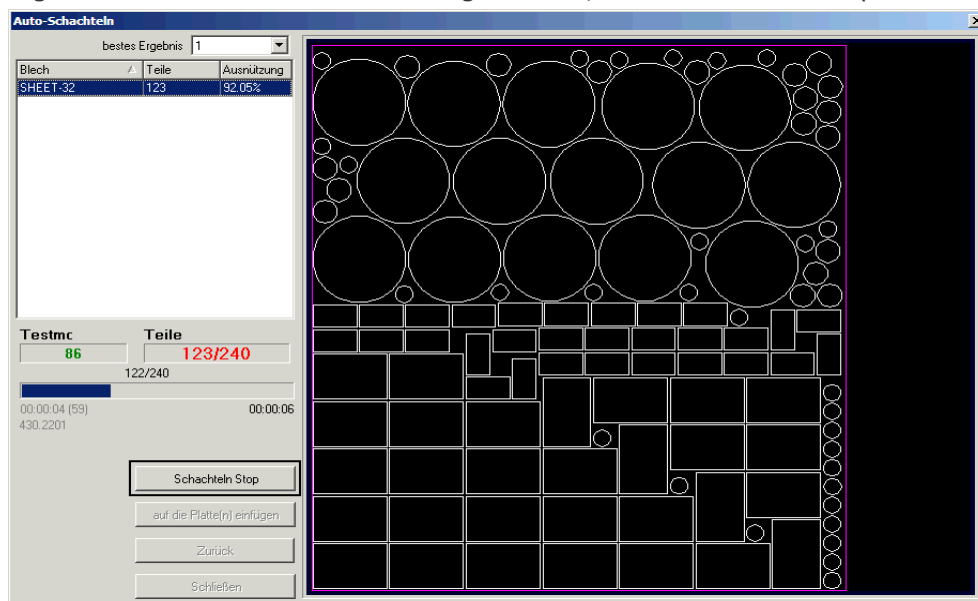 Auto-Schachteln
bestes Ergebnis 1
Blech Teile Ausnützung
SHEET-32 123 92.05%
Testmc Teile
86 123/240
122/240
00:00:04 (59) 00:00:06
430.2201
Schachteln Stop
auf die Platte(n) einfügen
Zurück
Schließen